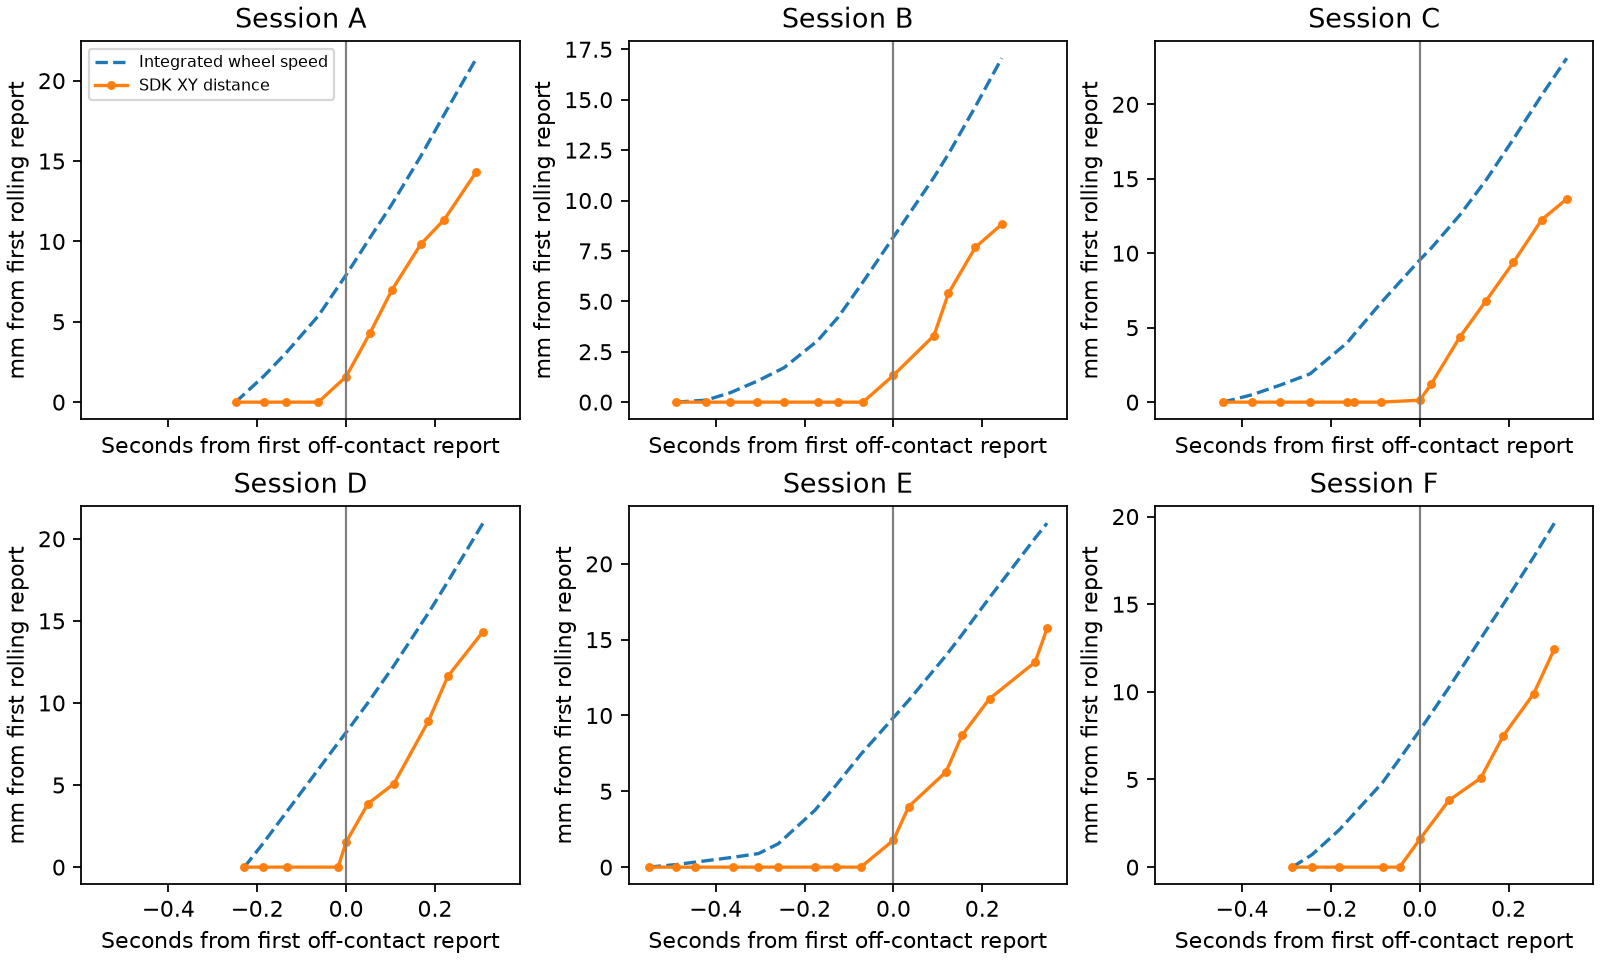 Session A
Session B
Session C
Integrated wheel speed
SDK XY distance
mm from first rolling report
20
15
10
5
0
Seconds from first off-contact report
mm from first rolling report
17.5
15.0
12.5
10.0
7.5
5.0
2.5
0.0
Seconds from first off-contact report
mm from first rolling report
20
15
10
5
0
Seconds from first off-contact report
Session D
Session E
Session F
mm from first rolling report
20
15
10
5
0
−0.4 −0.2 0.0 0.2
Seconds from first off-contact report
mm from first rolling report
20
15
10
5
0
−0.4 −0.2 0.0 0.2
Seconds from first off-contact report
mm from first rolling report
20
15
10
5
0
−0.4 −0.2 0.0 0.2
Seconds from first off-contact report